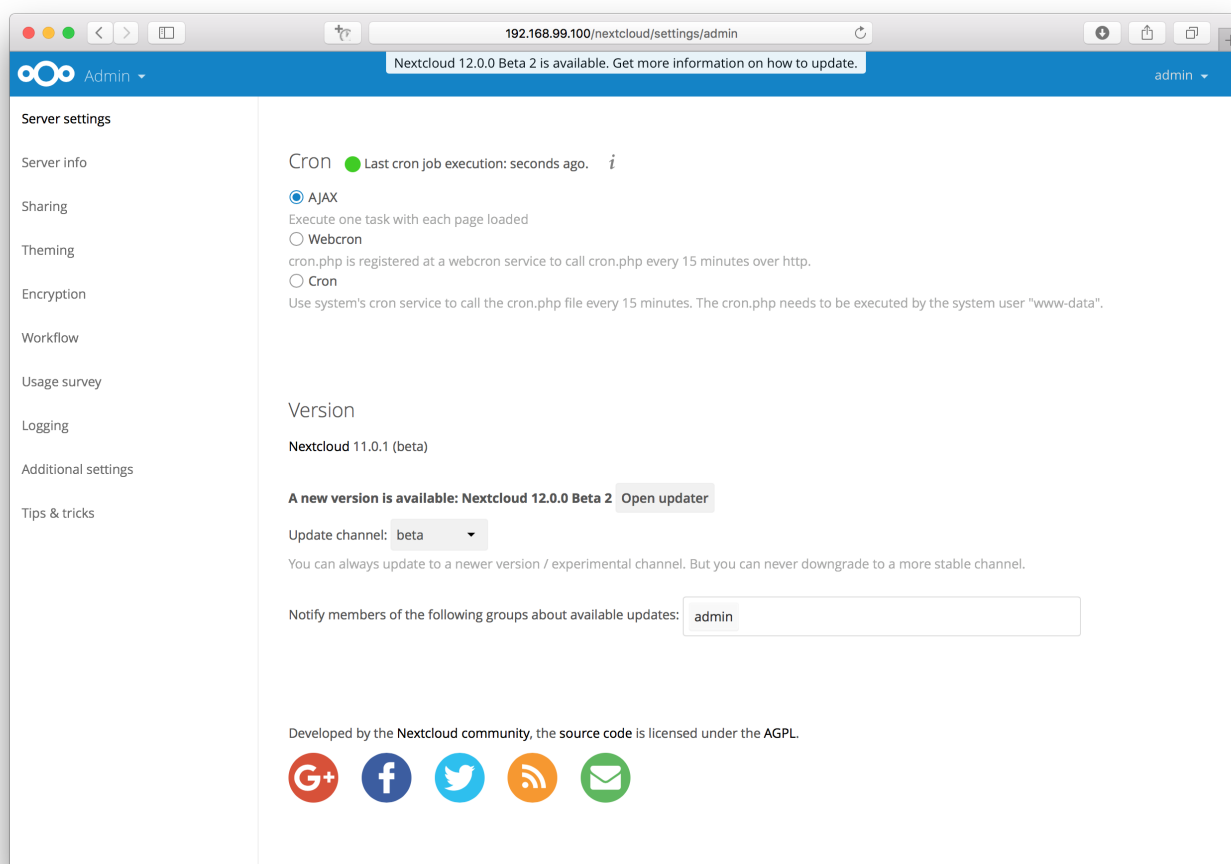 192.168.99.100/nextcloud/settings/admin
Nextcloud 12.0.0 Beta 2 is available. Get more information on how to update.
Admin
admin
Server settings
Server info
Sharing
Theming
Encryption
Workflow
Usage survey
Logging
Additional settings
Tips & tricks
Cron Last cron job execution: seconds ago. i
AJAX
Execute one task with each page loaded
Webcron
cron.php is registered at a webcron service to call cron.php every 15 minutes over http.
Cron
Use system's cron service to call the cron.php file every 15 minutes. The cron.php needs to be executed by the system user "www-data".
Version
Nextcloud 11.0.1 (beta)
A new version is available: Nextcloud 12.0.0 Beta 2 Open updater
Update channel: beta
You can always update to a newer version / experimental channel. But you can never downgrade to a more stable channel.
Notify members of the following groups about available updates: admin
Developed by the Nextcloud community, the source code is licensed under the AGPL.
G+ f